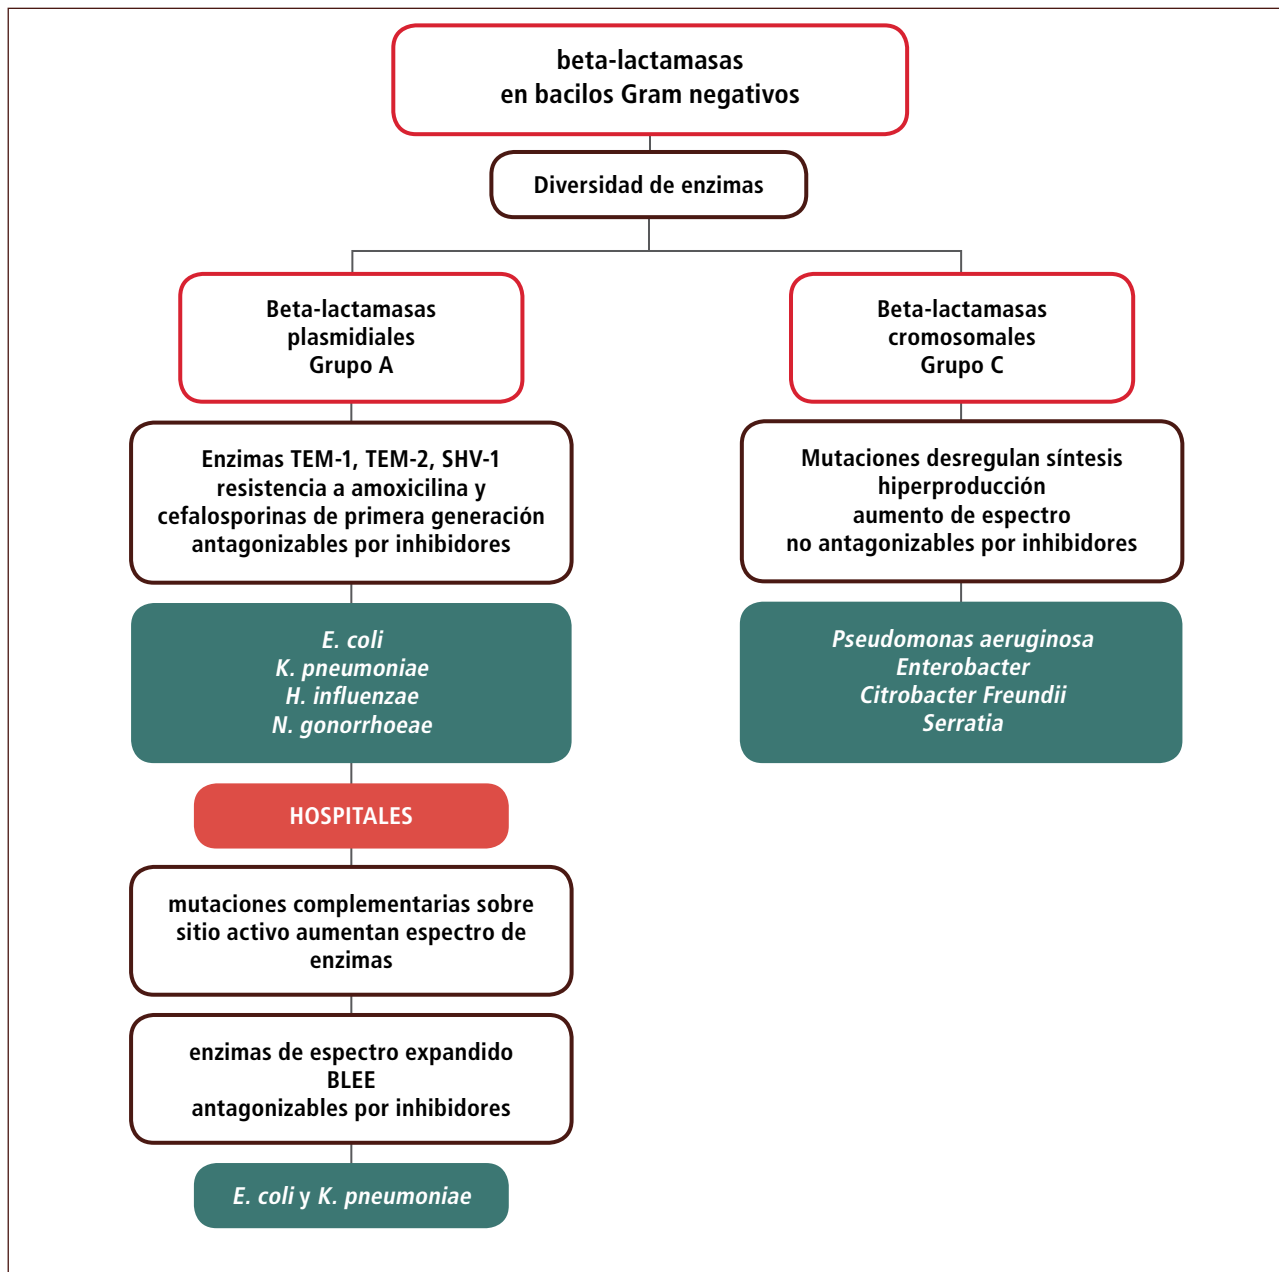 beta-lactamasas
en bacilos Gram negativos
Diversidad de enzimas
Beta-lactamasas
plasmidiales
Grupo A
Enzimas TEM-1, TEM-2, SHV-1
resistencia a amoxicilina y
cefalosporinas de primera generación
antagonizables por inhibidores
E. coli
K. pneumoniae
H. influenzae
N. gonorrhoeae
HOSPITALES
mutaciones complementarias sobre
sitio activo aumentan espectro de
enzimas
enzimas de espectro expandido
BLEE
antagonizables por inhibidores
E. coli y K. pneumoniae
Beta-lactamasas
cromosomales
Grupo C
Mutaciones desregulan síntesis
hiperproducción
aumento de espectro
no antagonizables por inhibidores
Pseudomonas aeruginosa
Enterobacter
Citrobacter Freundii
Serratia